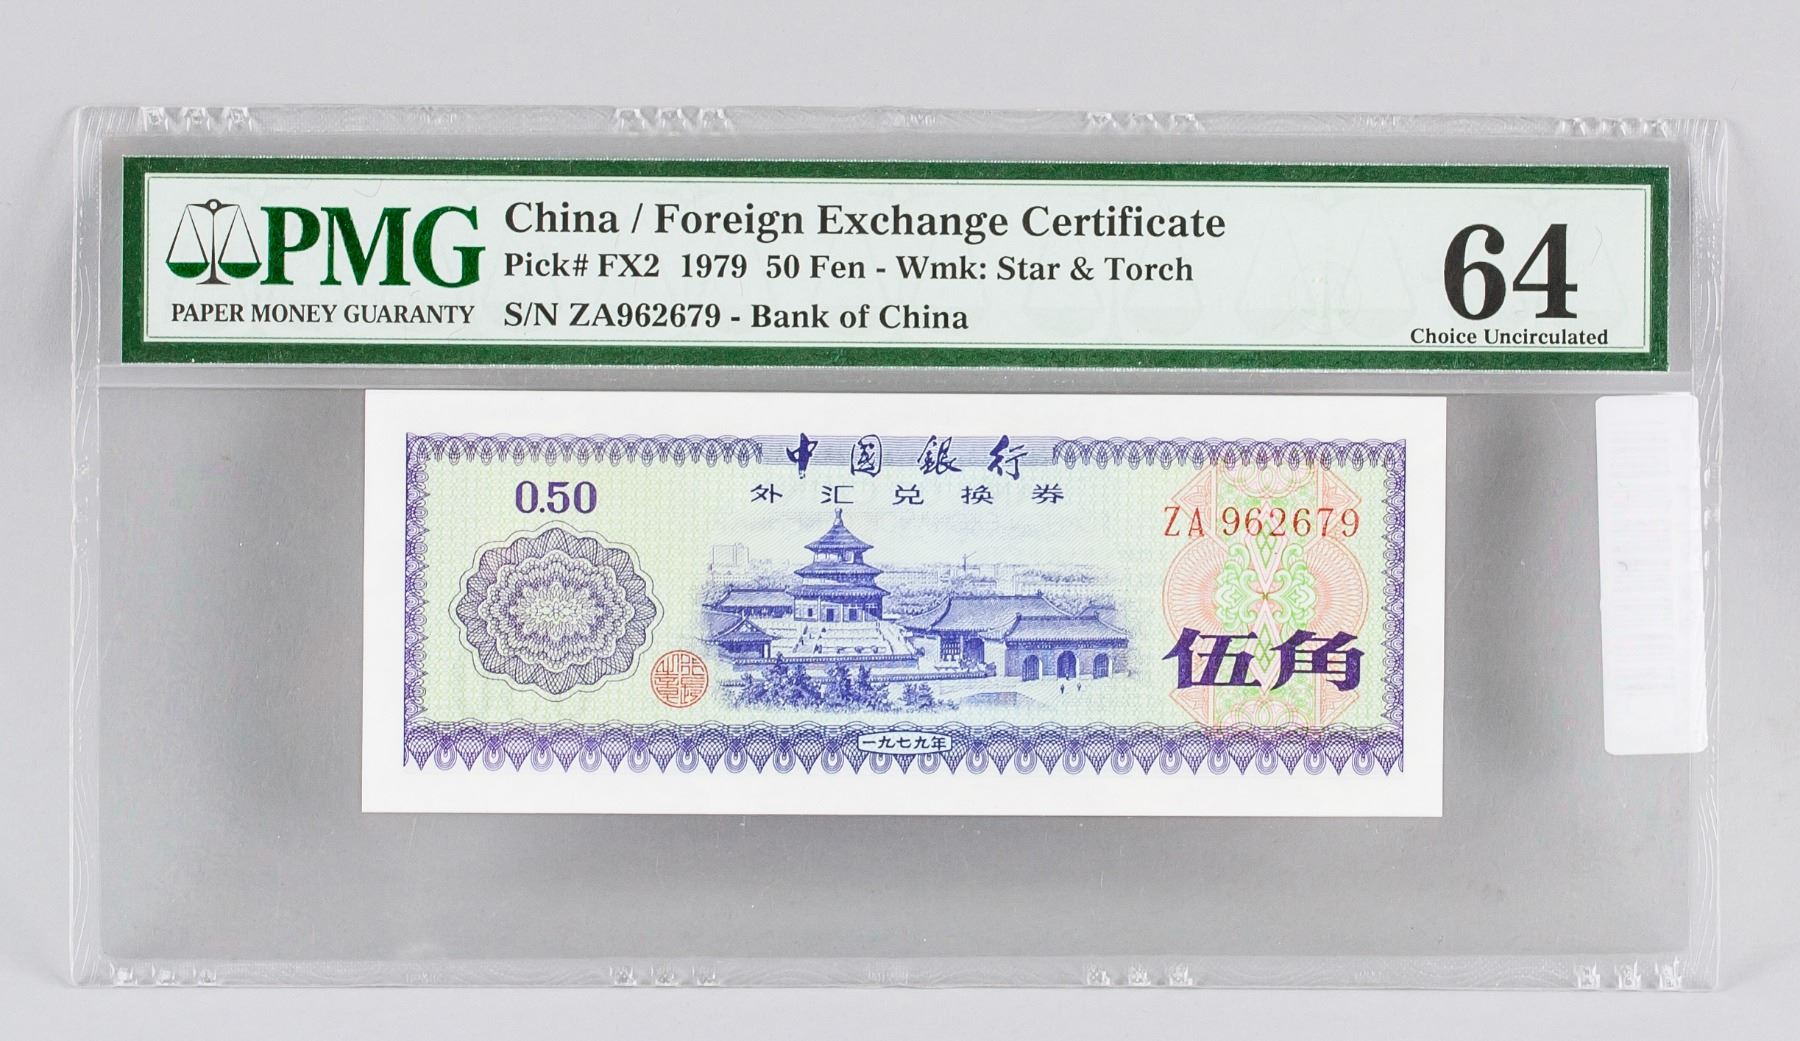 PMG
PAPER MONEY GUARANTY
China / Foreign Exchange Certificate
Pick# FX2 1979 50 Fen - Wmk: Star & Torch
S/N ZA962679 - Bank of China
64
Choice Uncirculated
中国銀行
外汇兑换券
0.50
ZA 962679
伍角
一九七九年